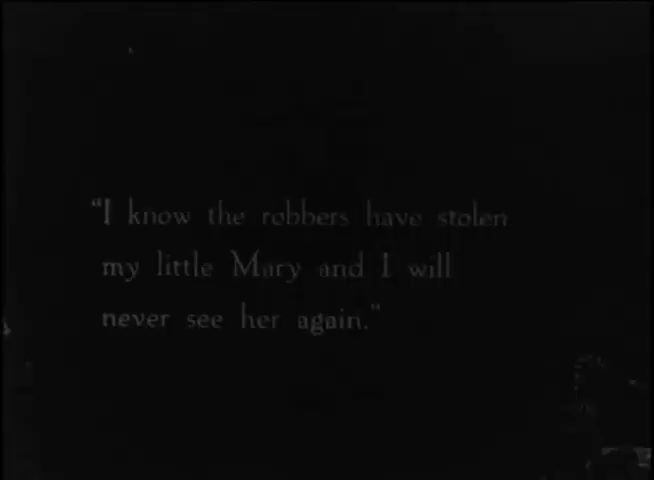 "I know the robbers have stolen
my little Mary and I will
never see her again."